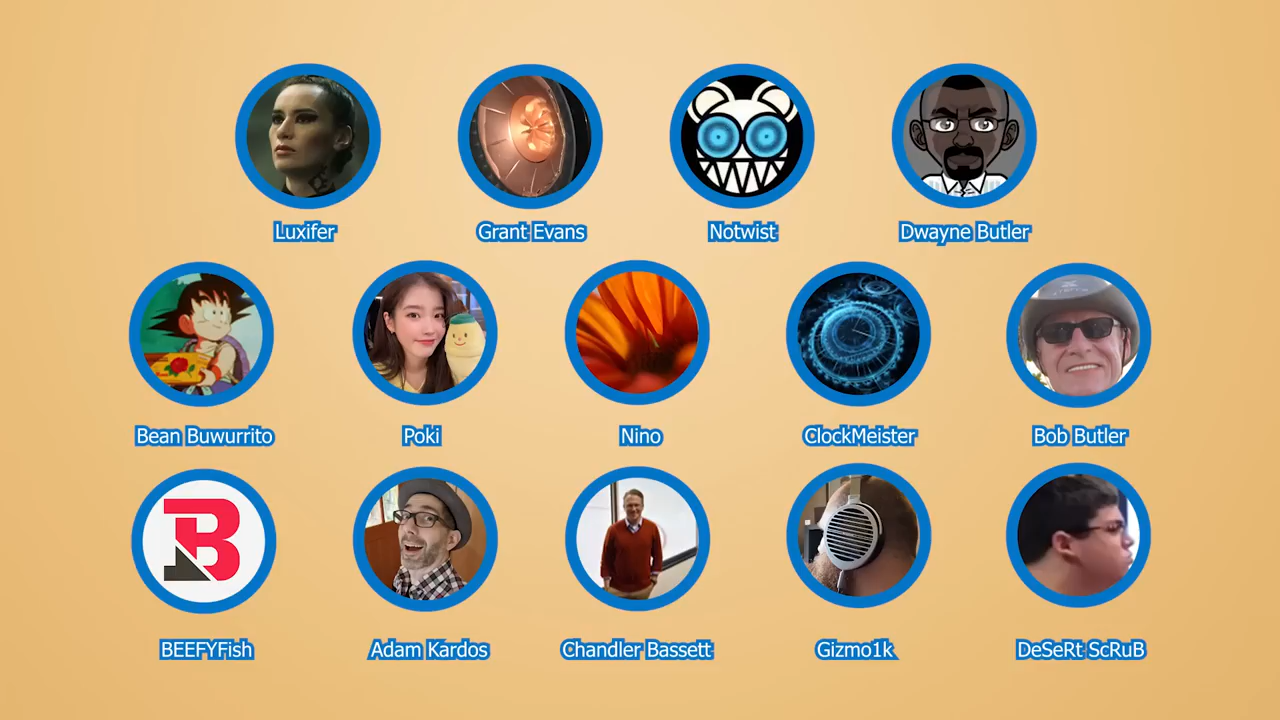 Luxifer
Grant Evans
Notwist
Dwayne Butler
Bean Buwurrito
Poki
Nino
ClockMeister
Bob Butler
B
BEEFYFish
Adam Kardos
Chandler Bassett
Gizmo1k
DeSeRt ScRuB